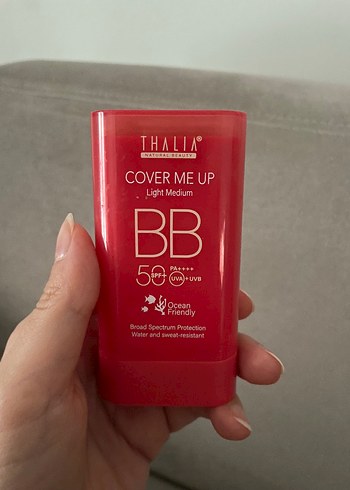 THALIA®
NATURAL BEAUTY
COVER ME UP
Light Medium
BB
50 SPF+ PA++++ UVA+UVB
Ocean
Friendly
Broad Spectrum Protection
Water and sweat-resistant